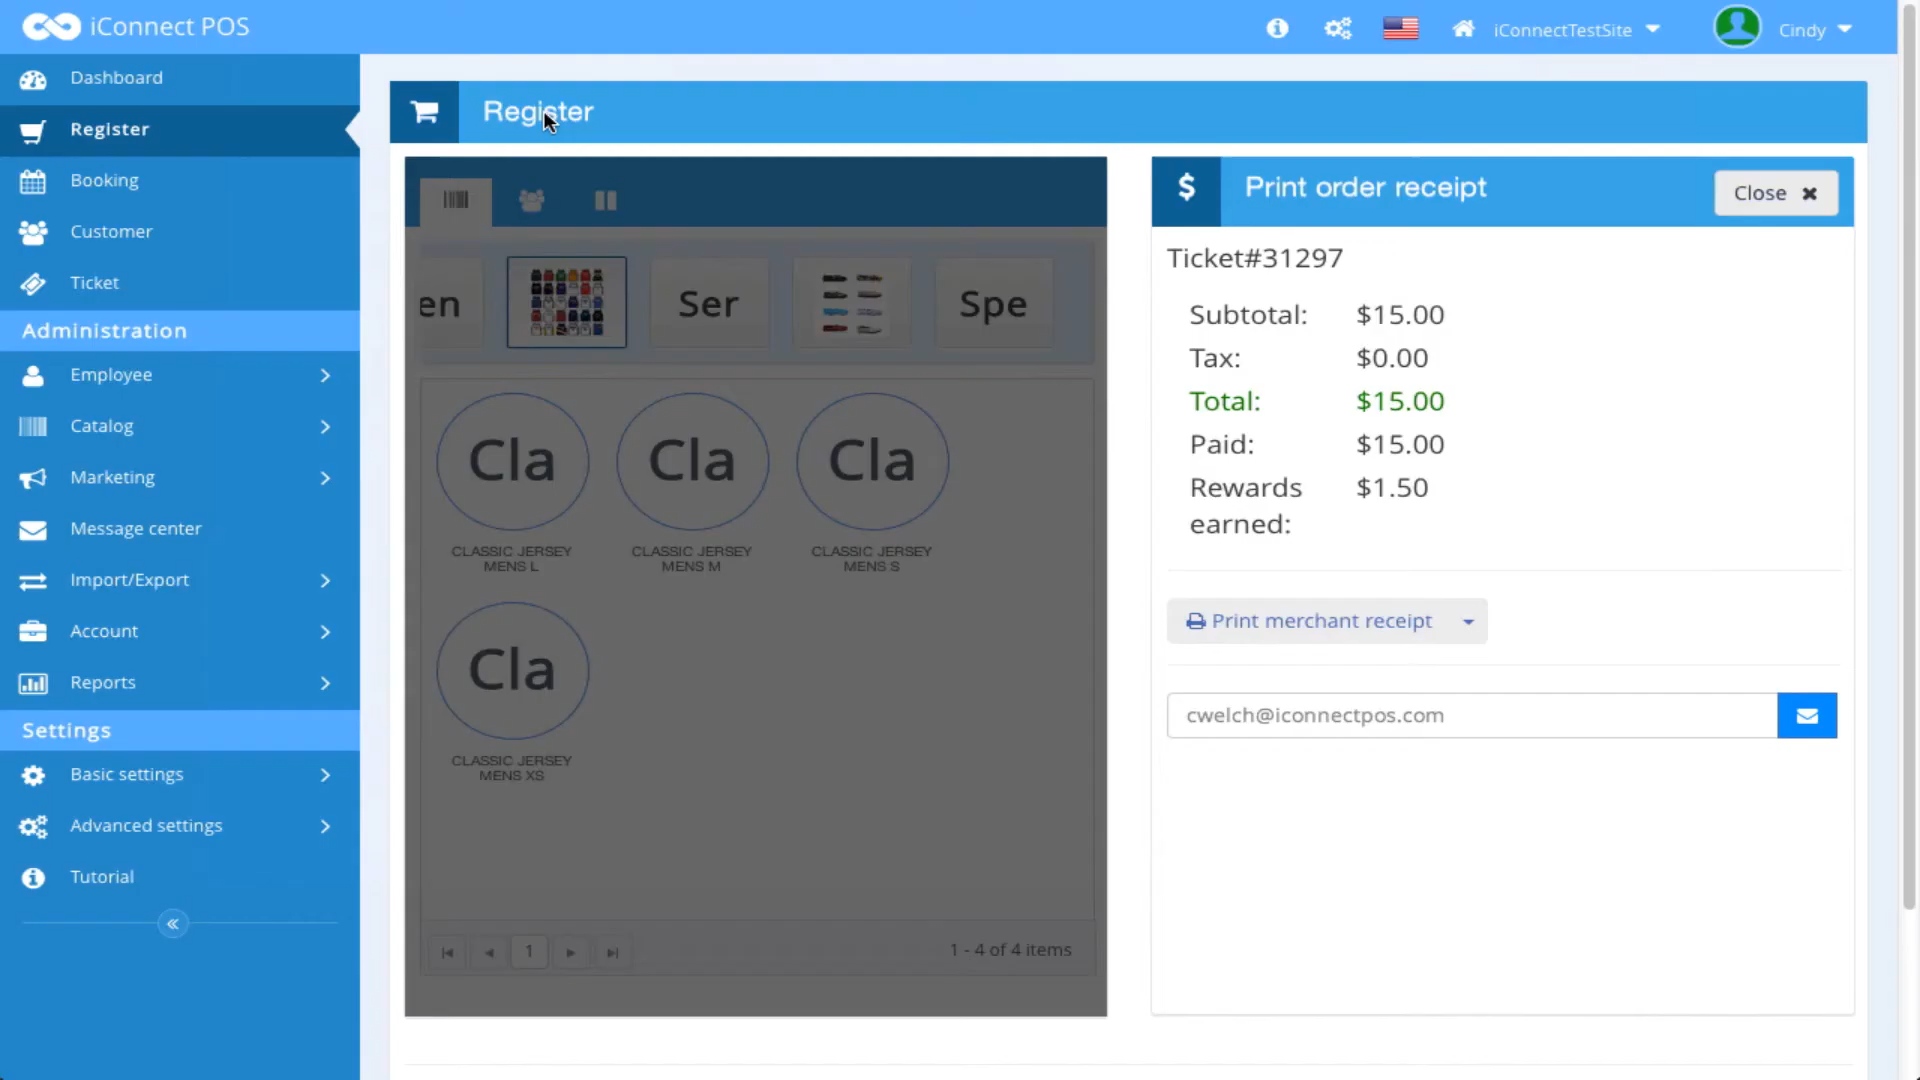 iConnect POS
iConnectTestSite
Cindy
Dashboard
Register
Booking
Customer
Ticket
Administration
Employee
Catalog
Marketing
Message center
Import/Export
Account
Reports
Settings
Basic settings
Advanced settings
Tutorial
Register
en
Ser
Spe
Cla
Cla
Cla
CLASSIC JERSEY
MENS L
CLASSIC JERSEY
MENS M
CLASSIC JERSEY
MENS S
Cla
CLASSIC JERSEY
MENS XS
1
1 - 4 of 4 items
$ Print order receipt
Close
Ticket#31297
Subtotal: $15.00
Tax: $0.00
Total: $15.00
Paid: $15.00
Rewards $1.50
earned:
Print merchant receipt
cwelch@iconnectpos.com